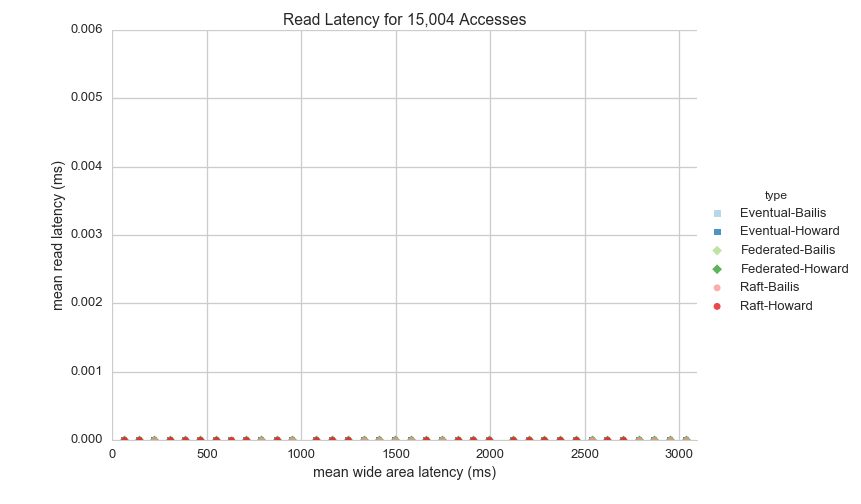 Read Latency for 15,004 Accesses
0.006
0.005
0.004
0.003
0.002
0.001
0.000
mean read latency (ms)
0 500 1000 1500 2000 2500 3000
mean wide area latency (ms)
type
Eventual-Bailis
Eventual-Howard
Federated-Bailis
Federated-Howard
Raft-Bailis
Raft-Howard